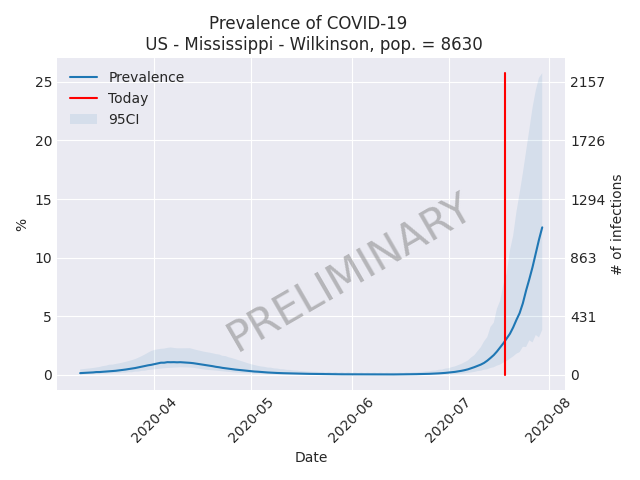 Prevalence of COVID-19
US - Mississippi - Wilkinson, pop. = 8630
Prevalence
Today
95CI
PRELIMINARY
%
25
20
15
10
5
0
2157
1726
1294
863
431
0
# of infections
2020-04
2020-05
2020-06
2020-07
2020-08
Date